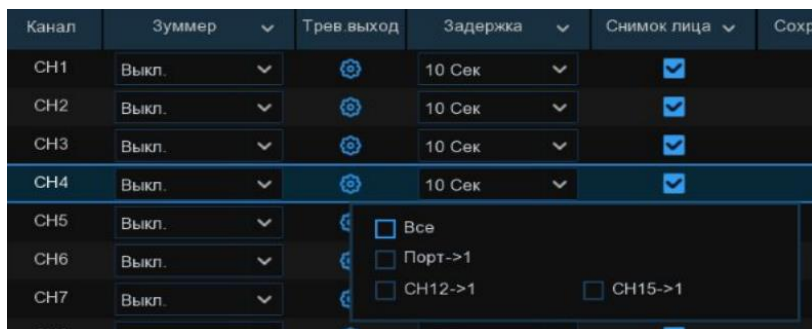 Канал Зуммер Трев.выход Задержка Снимок лица Сохр
CH1 Выкл. 10 Сек
CH2 Выкл. 10 Сек
CH3 Выкл. 10 Сек
CH4 Выкл. 10 Сек
CH5 Выкл. Все
CH6 Выкл. Порт->1
CH7 Выкл. CH12->1 CH15->1